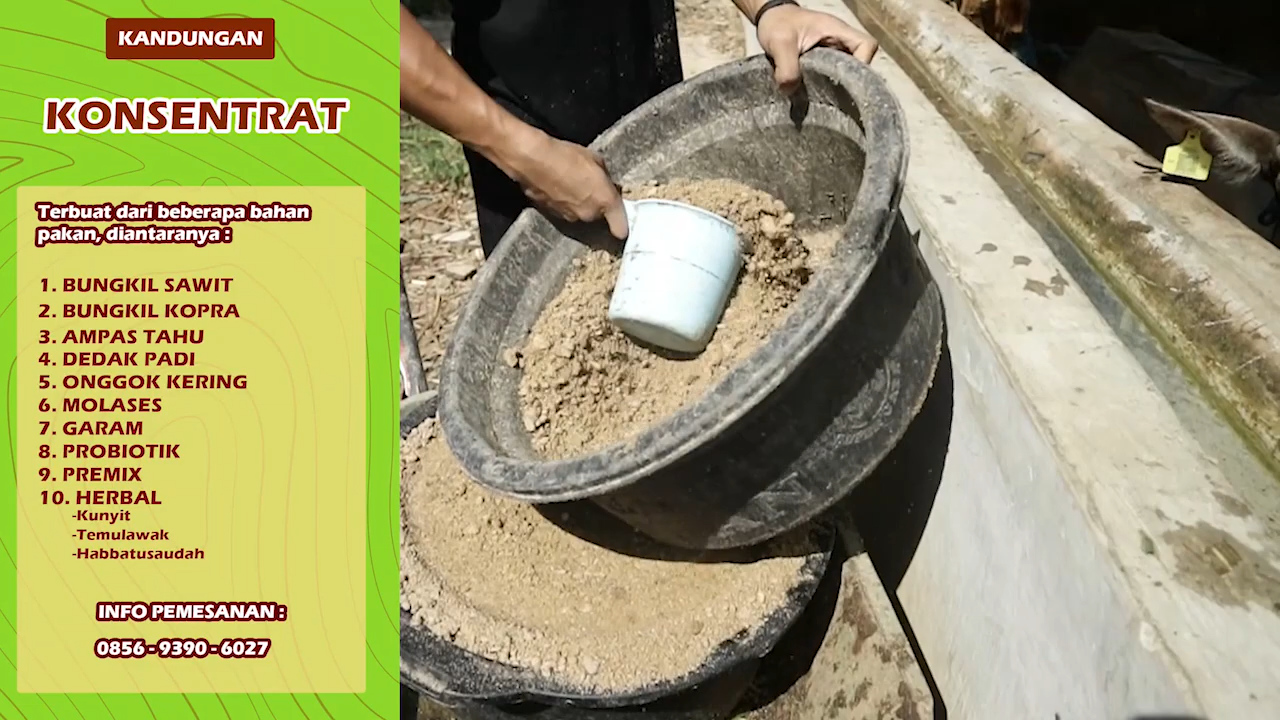 KANDUNGAN
KONSENTRAT
Terbuat dari beberapa bahan
pakan, diantaranya :
1. BUNGKIL SAWIT
2. BUNGKIL KOPRA
3. AMPAS TAHU
4. DEDAK PADI
5. ONGGOK KERING
6. MOLASES
7. GARAM
8. PROBIOTIK
9. PREMIX
10. HERBAL
-Kunyit
-Temulawak
-Habbatusaudah
INFO PEMESANAN :
0856 - 9390 - 6027